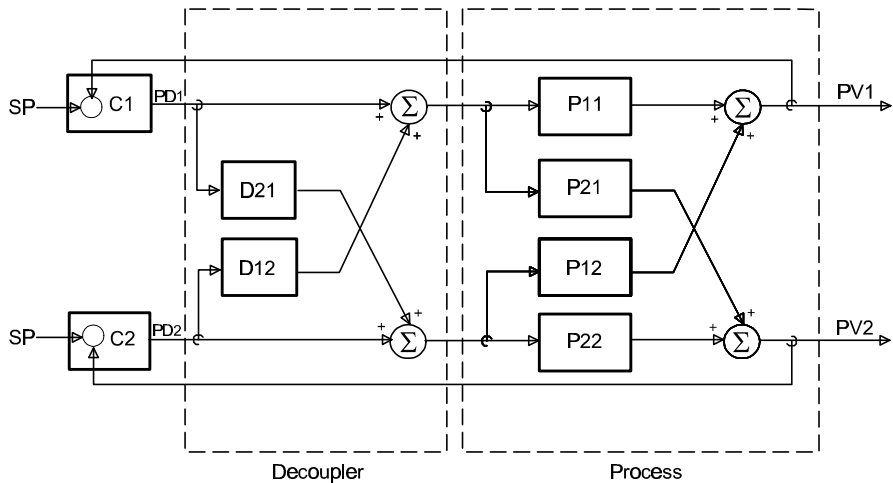 SP
C1
PD1
Σ
P11
Σ
PV1
+
+
+
+
D21
P21
D12
P12
SP
C2
PD2
+
+
Σ
P22
+
+
Σ
PV2
Decoupler
Process